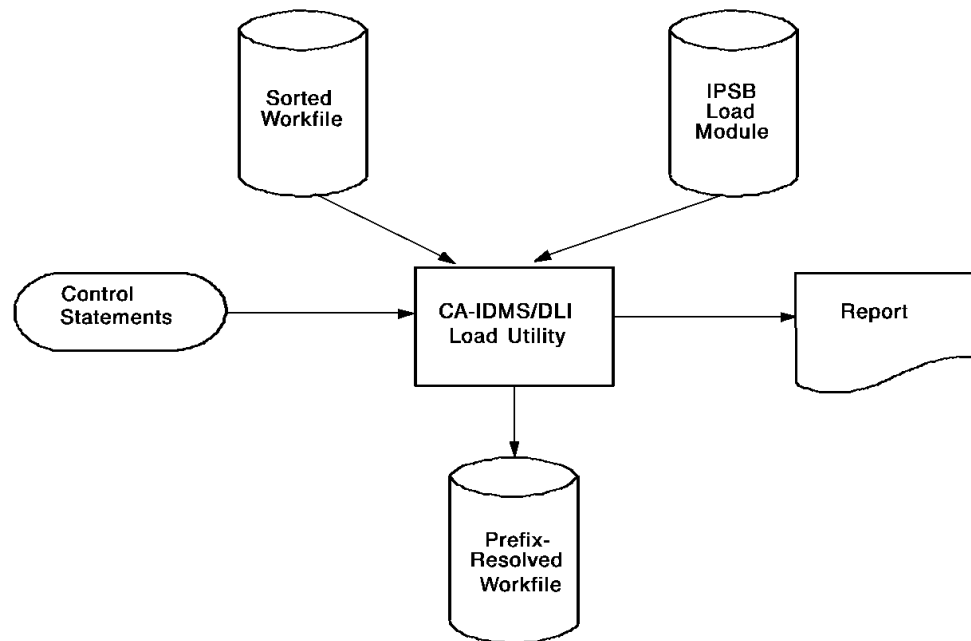 Sorted
Workfile
IPSB
Load
Module
Control
Statements
CA-IDMS/DLI
Load Utility
Report
Prefix-
Resolved
Workfile